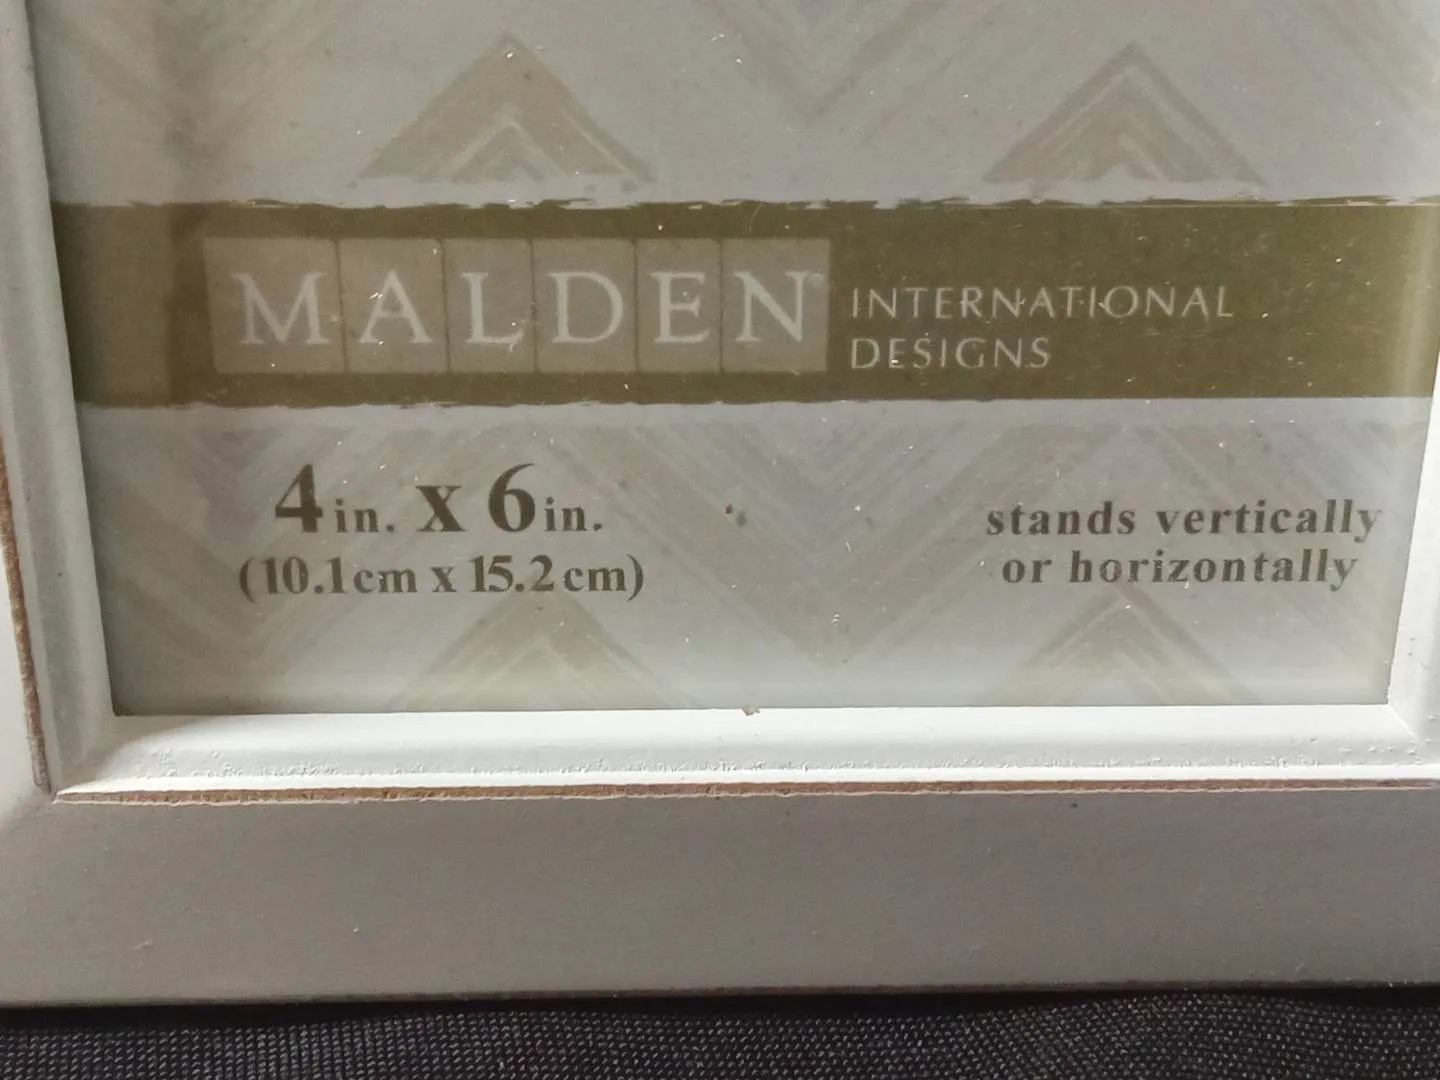 MALDEN
INTERNATIONAL
DESIGNS
4in. x 6in.
(10.1cm x 15.2cm)
stands vertically
or horizontally